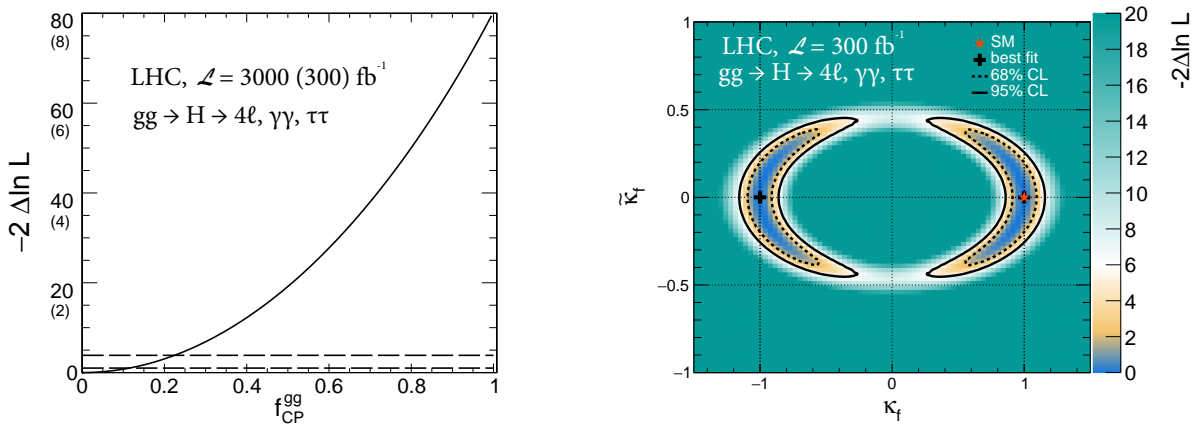 80
(8)
60
(6)
40
(4)
20
(2)
0
−2 Δln L
LHC, ℒ = 3000 (300) fb⁻¹
gg → H → 4ℓ, γγ, ττ
0 0.2 0.4 0.6 0.8 1
f_CP^gg
LHC, ℒ = 300 fb⁻¹
gg → H → 4ℓ, γγ, ττ
SM
best fit
68% CL
95% CL
1
0.5
0
−0.5
−1
κ̃_f
−1 0 1
κ_f
20
18
16
14
12
10
8
6
4
2
0
-2Δln L